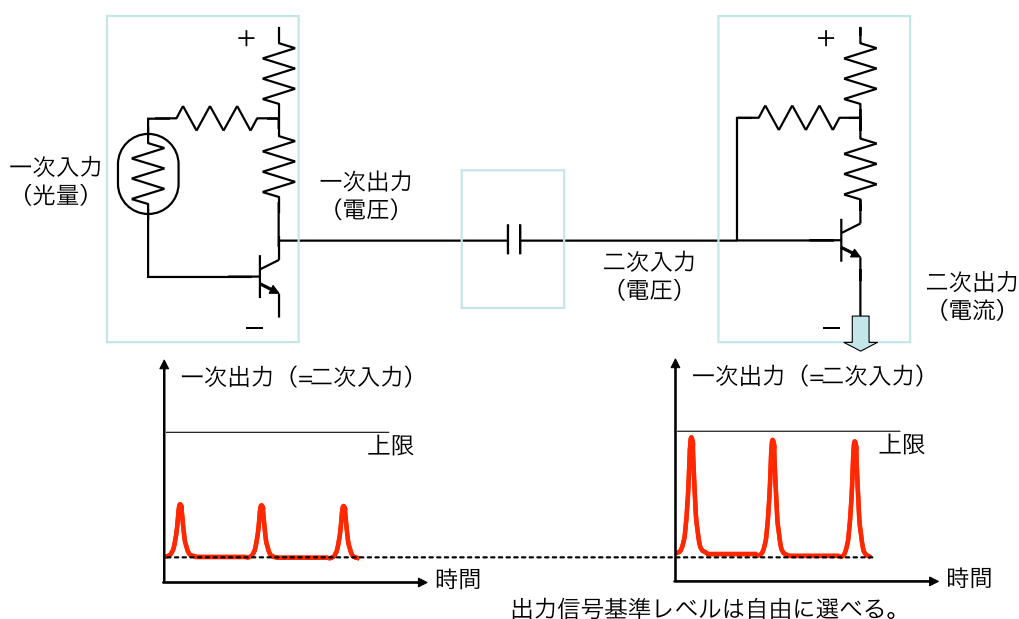 +
+
一次入力
（光量）
一次出力
（電圧）
二次入力
（電圧）
二次出力
（電流）
−
−
一次出力（=二次入力）
上限
時間
一次出力（=二次入力）
上限
時間
出力信号基準レベルは自由に選べる。